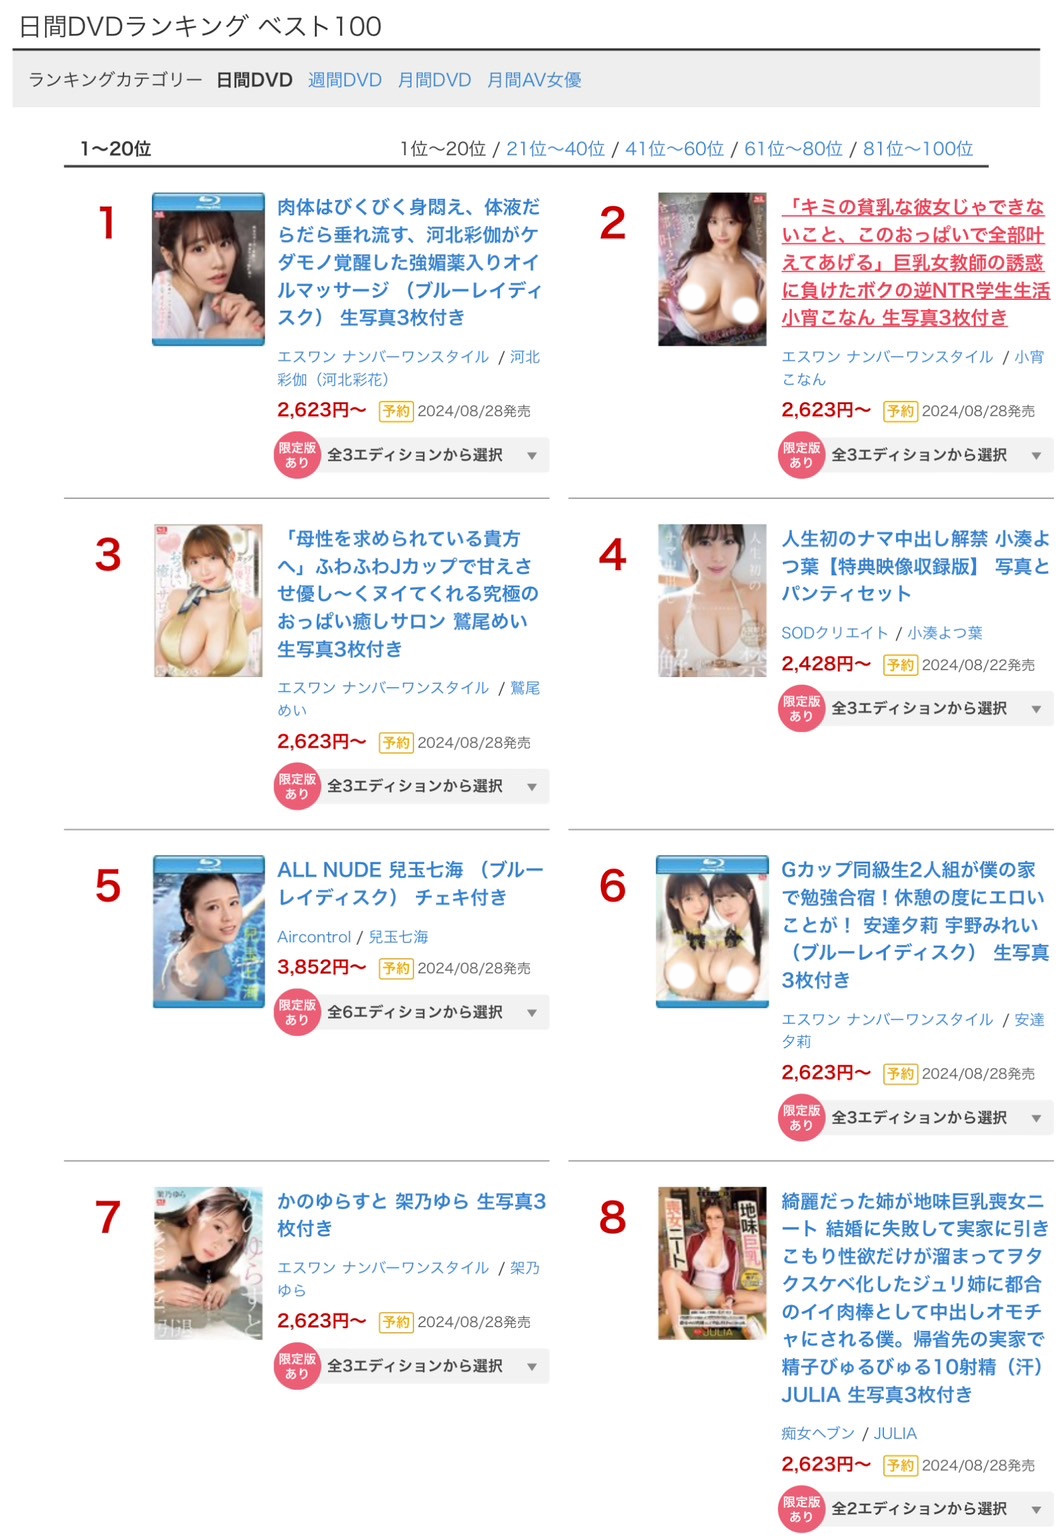 日間DVDランキング ベスト100
ランキングカテゴリー 日間DVD 週間DVD 月間DVD 月間AV女優
1〜20位
1位〜20位 / 21位〜40位 / 41位〜60位 / 61位〜80位 / 81位〜100位
1
肉体はびくびく身悶え、体液だ
らだら垂れ流す、河北彩伽がケ
ダモノ覚醒した強媚薬入りオイ
ルマッサージ （ブルーレイディ
スク） 生写真3枚付き
エスワン ナンバーワンスタイル / 河北
彩伽（河北彩花）
2,623円〜 予約 2024/08/28発売
限定版
あり
全3エディションから選択 ▼
2
「キミの貧乳な彼女じゃできな
いこと、このおっぱいで全部叶
えてあげる」巨乳女教師の誘惑
に負けたボクの逆NTR学生生活
小宵こなん 生写真3枚付き
エスワン ナンバーワンスタイル / 小宵
こなん
2,623円〜 予約 2024/08/28発売
限定版
あり
全3エディションから選択 ▼
3
「母性を求められている貴方
へ」ふわふわJカップで甘えさ
せ優し〜くヌイてくれる究極の
おっぱい癒しサロン 鷲尾めい
生写真3枚付き
エスワン ナンバーワンスタイル / 鷲尾
めい
2,623円〜 予約 2024/08/28発売
限定版
あり
全3エディションから選択 ▼
4
人生初の
人生初のナマ中出し解禁 小湊よ
つ葉【特典映像収録版】 写真と
パンティセット
SODクリエイト / 小湊よつ葉
2,428円〜 予約 2024/08/22発売
限定版
あり
全3エディションから選択 ▼
5
兒玉七海
ALL NUDE 兒玉七海 （ブルー
レイディスク） チェキ付き
Aircontrol / 兒玉七海
3,852円〜 予約 2024/08/28発売
限定版
あり
全6エディションから選択 ▼
6
Gカップ同級生2人組が僕の家
で勉強合宿！休憩の度にエロい
ことが！ 安達夕莉 宇野みれい
（ブルーレイディスク） 生写真
3枚付き
エスワン ナンバーワンスタイル / 安達
夕莉
2,623円〜 予約 2024/08/28発売
限定版
あり
全3エディションから選択 ▼
7
架乃ゆら
かのゆらすと
引退
かのゆらすと 架乃ゆら 生写真3
枚付き
エスワン ナンバーワンスタイル / 架乃
ゆら
2,623円〜 予約 2024/08/28発売
限定版
あり
全3エディションから選択 ▼
8
地味巨乳
喪女ニート
JULIA
綺麗だった姉が地味巨乳喪女ニ
ート 結婚に失敗して実家に引き
こもり性欲だけが溜まってヲタ
クスケベ化したジュリ姉に都合
のイイ肉棒として中出しオモチ
ャにされる僕。帰省先の実家で
精子びゅるびゅる10射精（汗）
JULIA 生写真3枚付き
痴女ヘブン / JULIA
2,623円〜 予約 2024/08/28発売
限定版
あり
全2エディションから選択 ▼